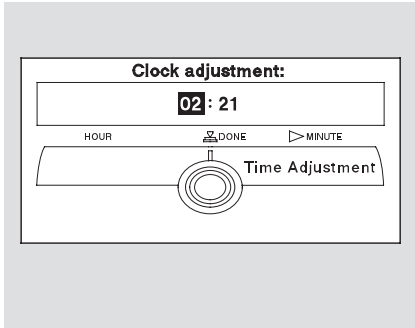 Clock adjustment:
02 : 21
HOUR DONE MINUTE
Time Adjustment